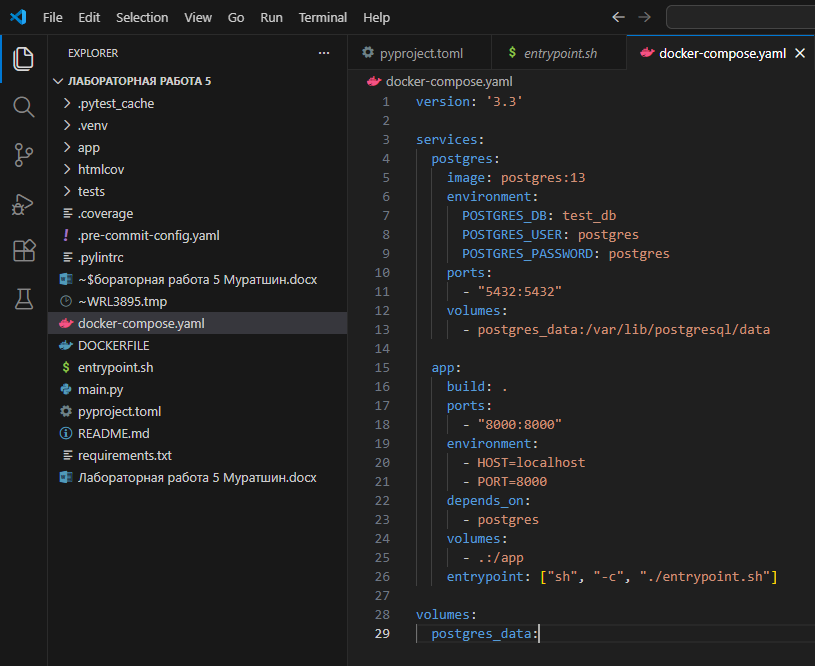 File Edit Selection View Go Run Terminal Help
EXPLORER
ЛАБОРАТОРНАЯ РАБОТА 5
.pytest_cache
.venv
app
htmlcov
tests
.coverage
.pre-commit-config.yaml
.pylintrc
~$бораторная работа 5 Муратшин.docx
~WRL3895.tmp
docker-compose.yaml
DOCKERFILE
entrypoint.sh
main.py
pyproject.toml
README.md
requirements.txt
Лабораторная работа 5 Муратшин.docx
pyproject.toml entrypoint.sh docker-compose.yaml
docker-compose.yaml
1 version: '3.3'
2
3 services:
4   postgres:
5     image: postgres:13
6     environment:
7       POSTGRES_DB: test_db
8       POSTGRES_USER: postgres
9       POSTGRES_PASSWORD: postgres
10     ports:
11       - "5432:5432"
12     volumes:
13       - postgres_data:/var/lib/postgresql/data
14
15   app:
16     build: .
17     ports:
18       - "8000:8000"
19     environment:
20       - HOST=localhost
21       - PORT=8000
22     depends_on:
23       - postgres
24     volumes:
25       - .:/app
26     entrypoint: ["sh", "-c", "./entrypoint.sh"]
27
28 volumes:
29   postgres_data: